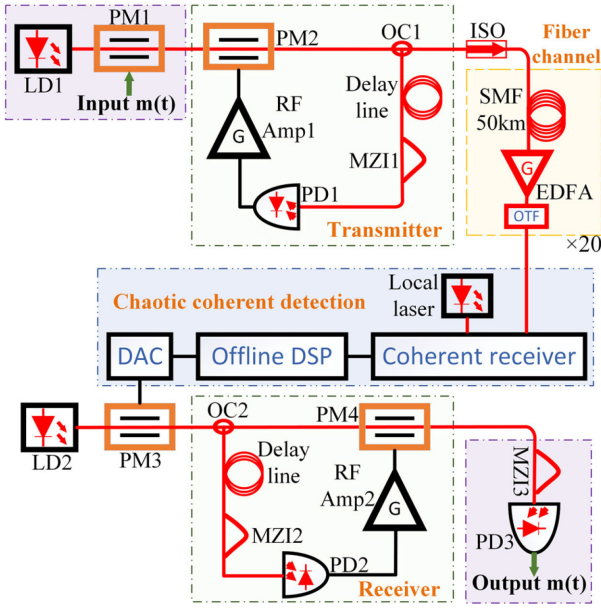 PM1
LD1
Input m(t)
PM2
OC1
ISO
Fiber
channel
RF
Amp1
G
Delay
line
MZI1
PD1
Transmitter
SMF
50km
G
EDFA
OTF
×20
Chaotic coherent detection
Local
laser
DAC
Offline DSP
Coherent receiver
LD2
PM3
OC2
PM4
Delay
line
RF
Amp2
G
MZI2
PD2
Receiver
MZI3
PD3
Output m(t)